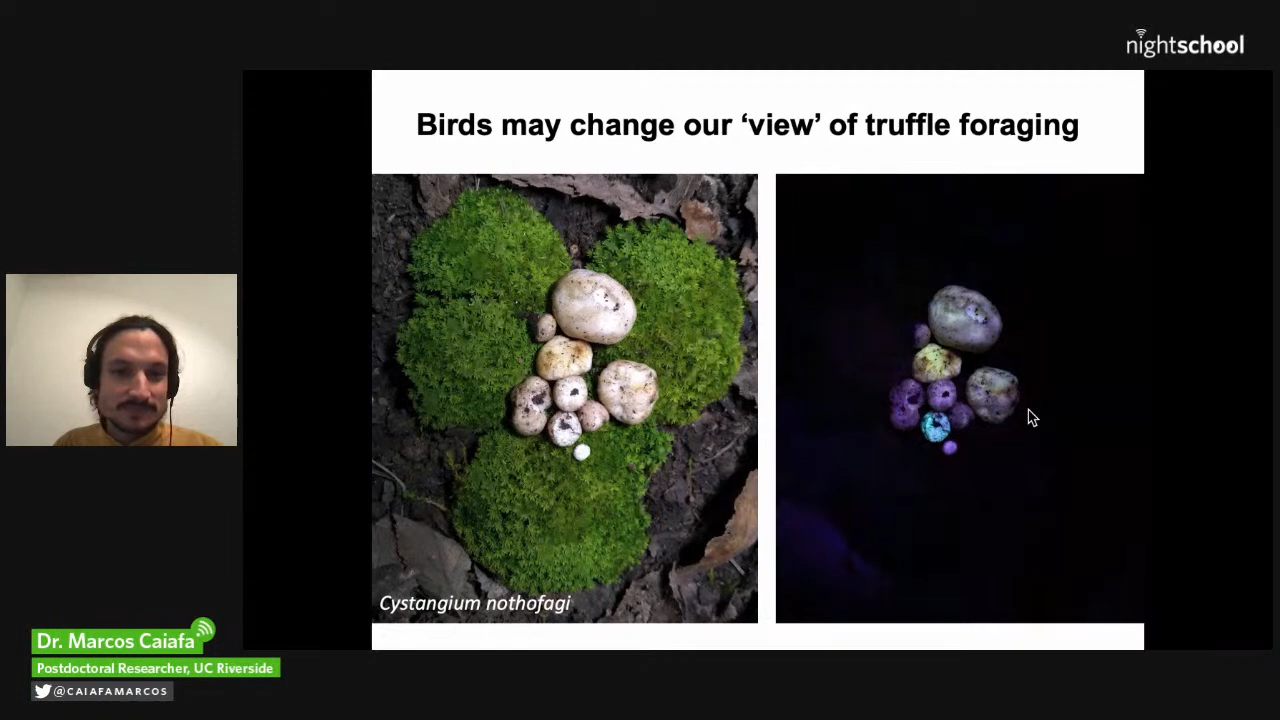 nightschool
Birds may change our ‘view’ of truffle foraging
Cystangium nothofagi
Dr. Marcos Caiafa
Postdoctoral Researcher, UC Riverside
@CAIAFAMARCOS